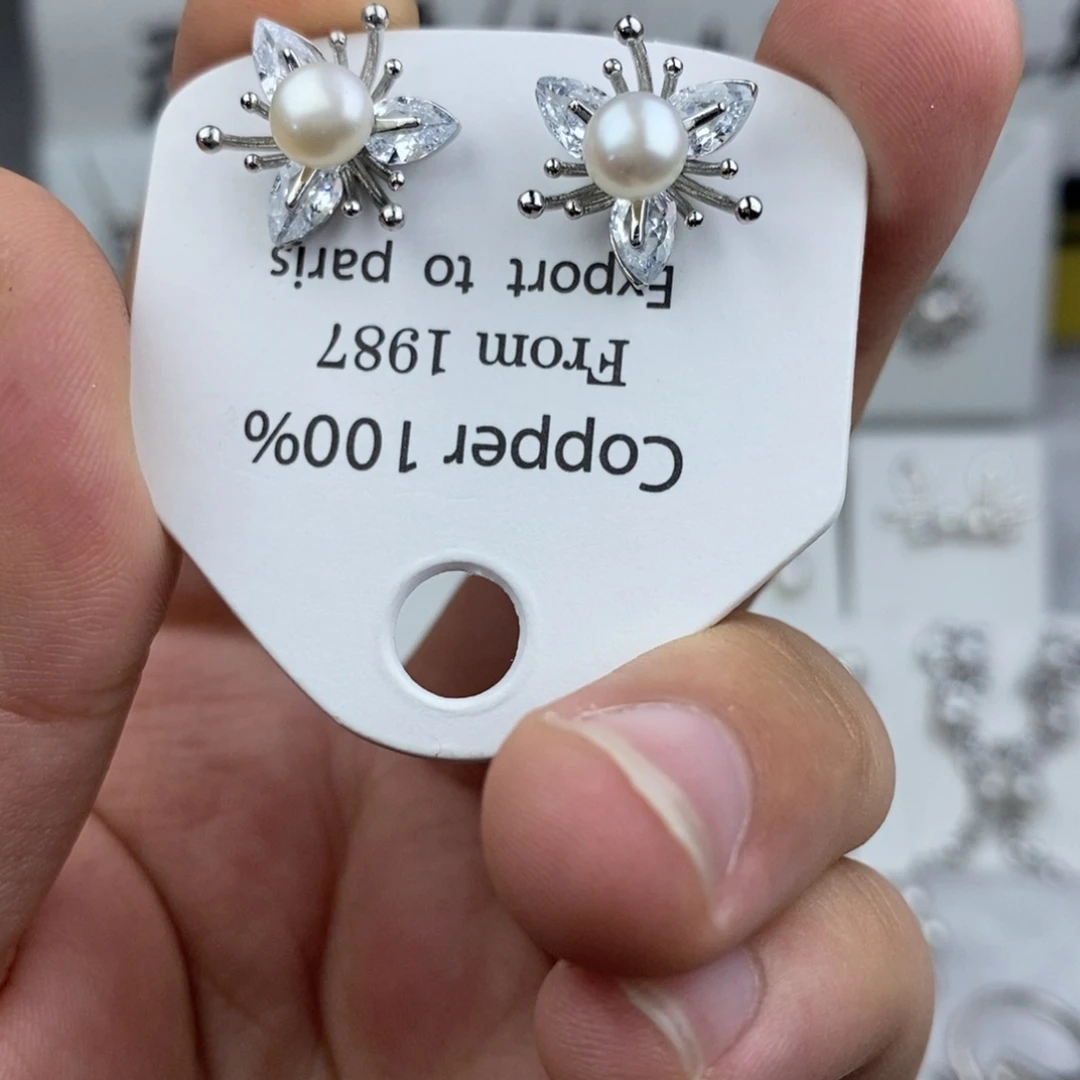 Copper 100%
From 1987
Export to paris